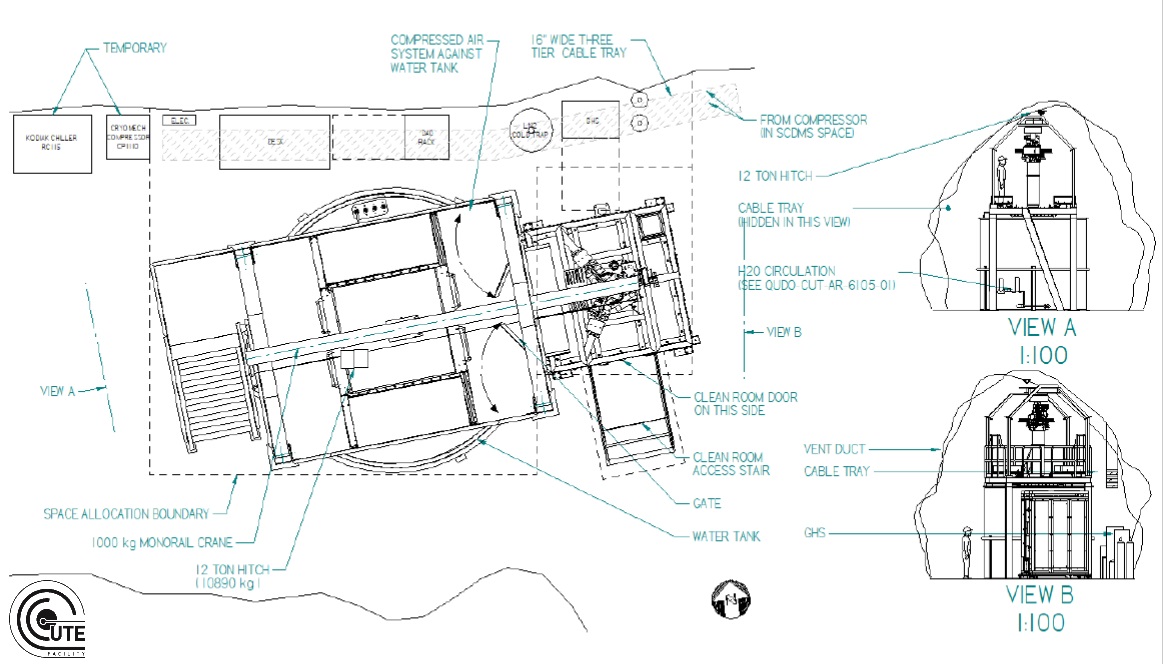 TEMPORARY
COMPRESSED AIR
SYSTEM AGAINST
WATER TANK
16" WIDE THREE
TIER CABLE TRAY
KODIAK CHILLER
RC115
CRYOMECH
COMPRESSOR
CP1110
ELEC.
DESK
DAQ
RACK
LN2
COLD TRAP
GHS
FROM COMPRESSOR
(IN SCDMS SPACE)
12 TON HITCH
CABLE TRAY
(HIDDEN IN THIS VIEW)
H20 CIRCULATION
(SEE QUDO CUT AR 6105 01)
VIEW A
1:100
VIEW B
VIEW A
CLEAN ROOM DOOR
ON THIS SIDE
CLEAN ROOM
ACCESS STAIR
GATE
WATER TANK
VENT DUCT
CABLE TRAY
GHS
SPACE ALLOCATION BOUNDARY
1000 kg MONORAIL CRANE
12 TON HITCH
(10890 kg)
N
VIEW B
1:100
CUTE
FACILITY